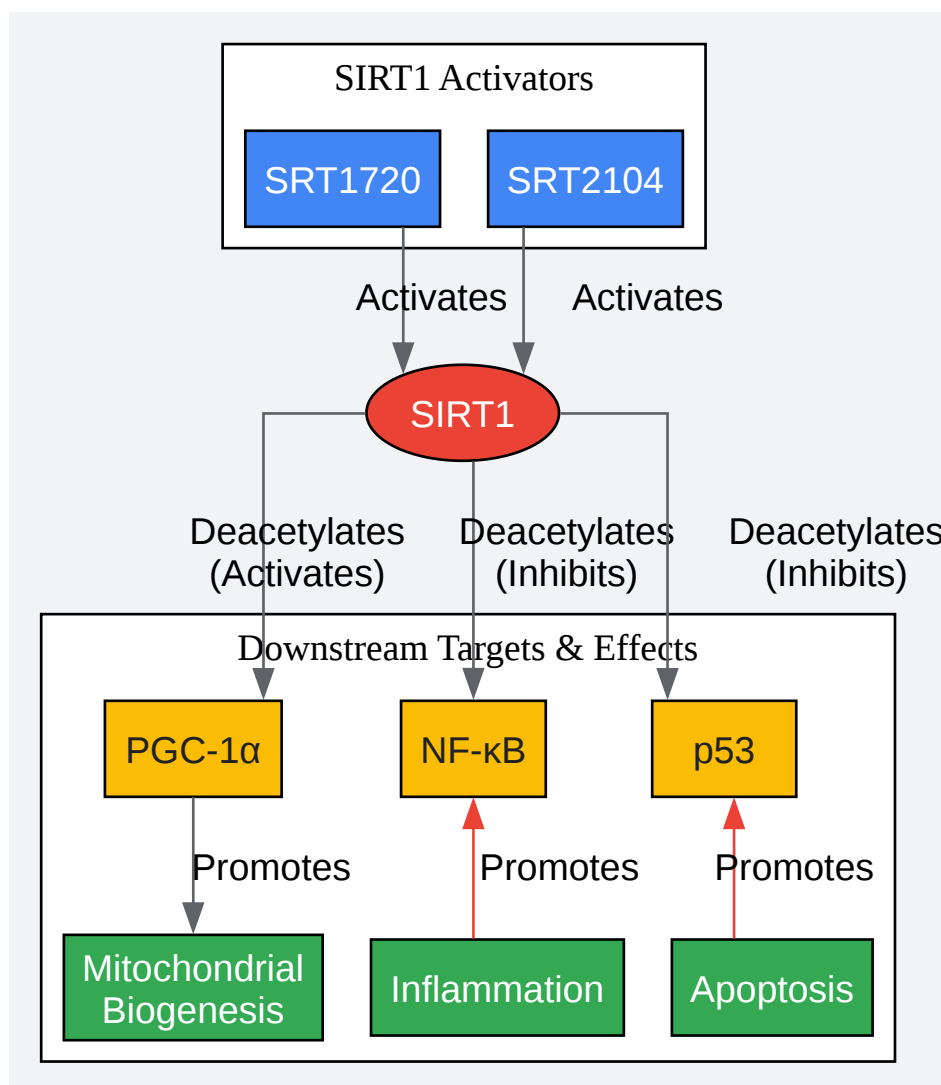 SIRT1 Activators
SRT1720
SRT2104
Activates
Activates
SIRT1
Deacetylates
(Activates)
Deacetylates
(Inhibits)
Deacetylates
(Inhibits)
Downstream Targets & Effects
PGC-1α
NF-κB
p53
Promotes
Promotes
Promotes
Mitochondrial
Biogenesis
Inflammation
Apoptosis